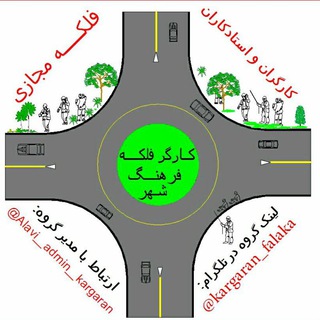 فلکه مجازی
کارگران و استادکاران
کارگر فلکه
فرهنگ
شهر
ارتباط با مدیر گروه:
@Alavi_admin_kargaran
لینک گروه در تلگرام:
@kargaran_falaka